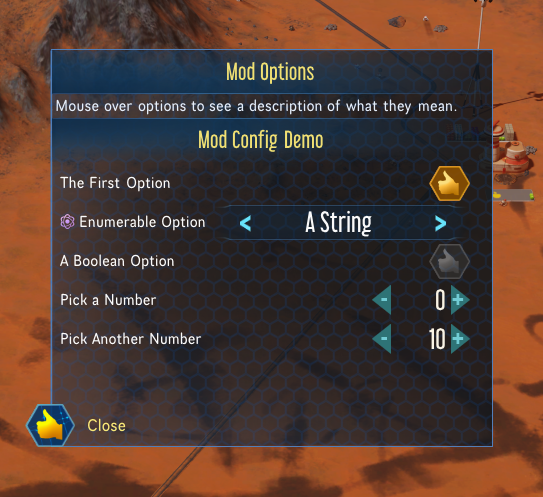 Mod Options
Mouse over options to see a description of what they mean.
Mod Config Demo
The First Option
Enumerable Option < A String >
A Boolean Option
Pick a Number - 0 +
Pick Another Number - 10 +
Close